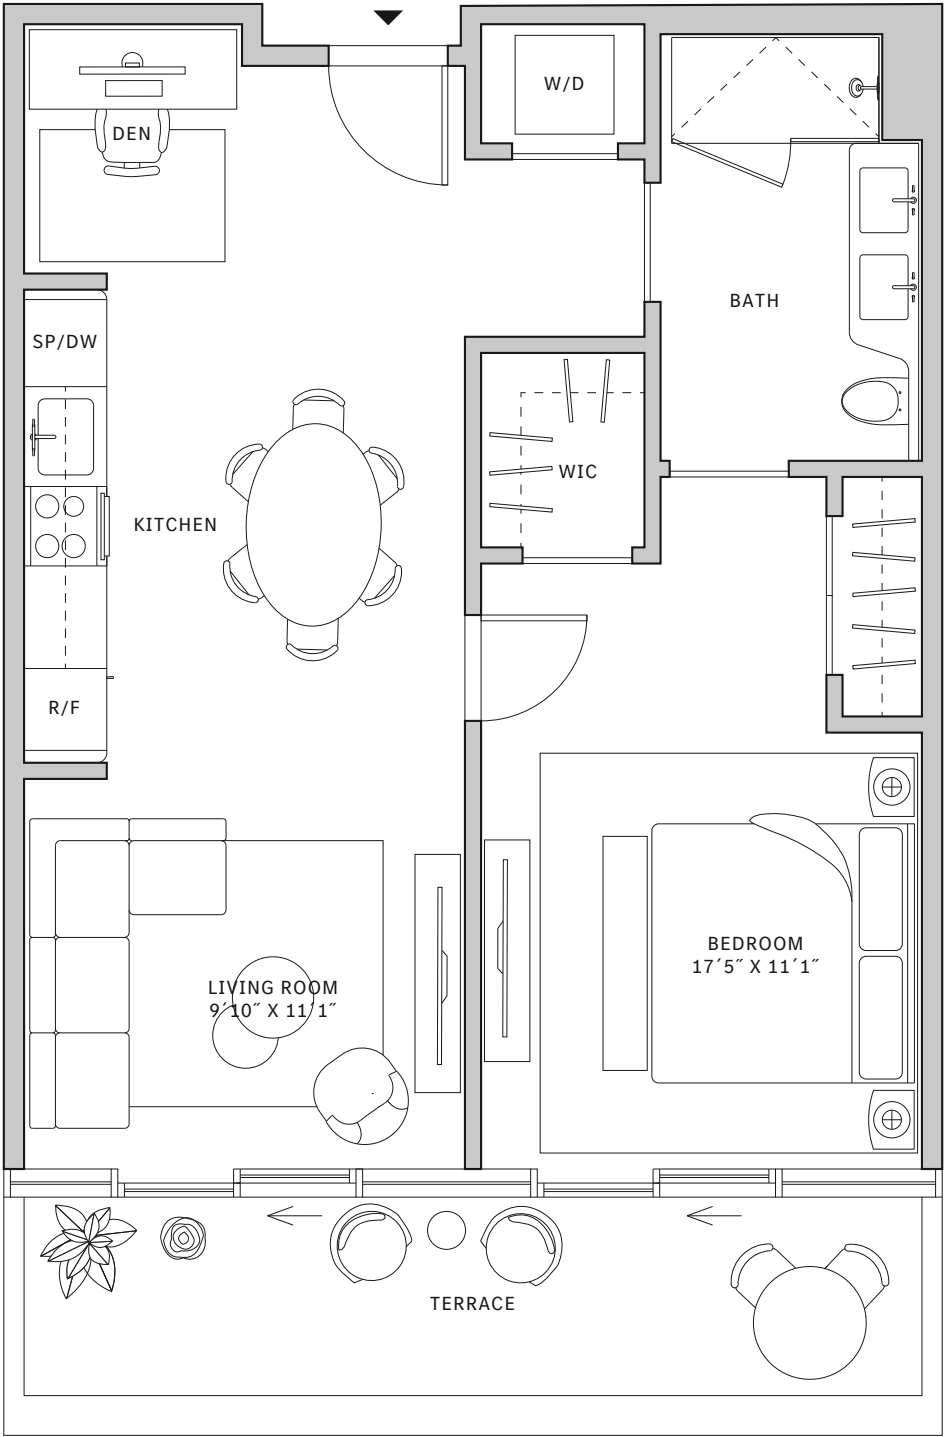 W/D
DEN
BATH
SP/DW
WIC
KITCHEN
R/F
BEDROOM
17´5˝ X 11´1˝
LIVING ROOM
9´10˝ X 11´1˝
TERRACE